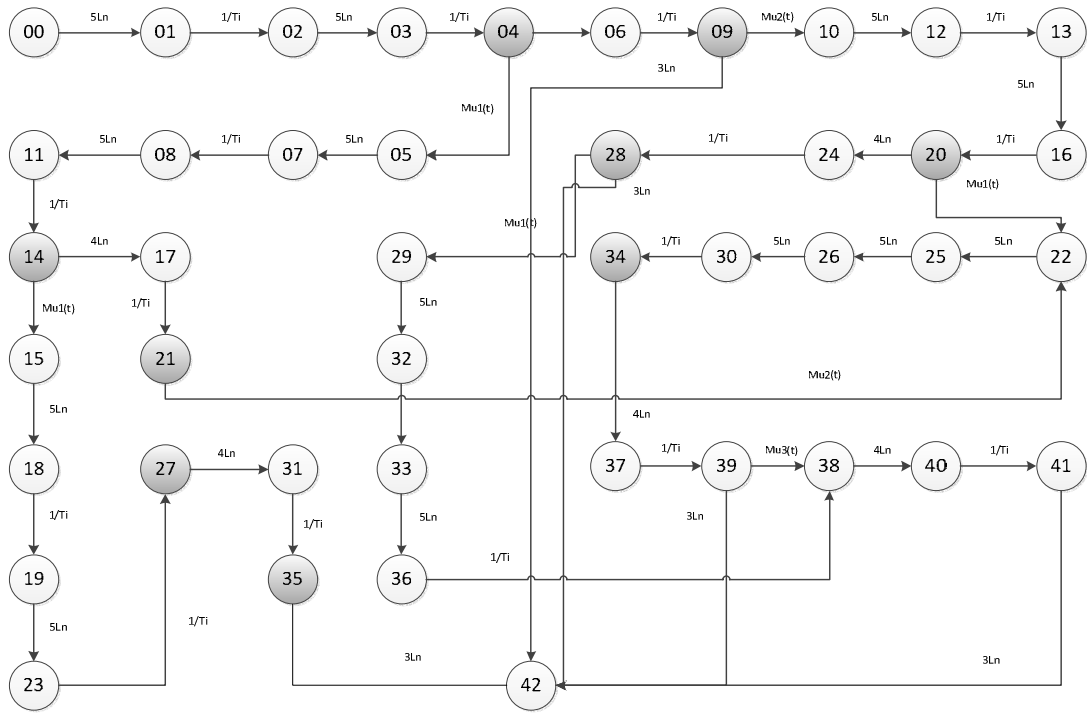 5Ln 1/Ti 5Ln 1/Ti 1/Ti Mu2(t) 5Ln 1/Ti
00 01 02 03 04 06 09 10 12 13
3Ln
5Ln
Mu1(t)
5Ln 1/Ti 5Ln 1/Ti 4Ln 1/Ti
11 08 07 05 28 24 20 16
Mu1(t)
3Ln
1/Ti
Mu1(t)
4Ln 1/Ti 5Ln 5Ln 5Ln
14 17 29 34 30 26 25 22
Mu1(t) 1/Ti 5Ln
15 21 32
Mu2(t)
5Ln 4Ln
4Ln 1/Ti Mu3(t) 4Ln 1/Ti
18 27 31 33 37 39 38 40 41
1/Ti 1/Ti 5Ln 3Ln
1/Ti
19 35 36
5Ln 1/Ti
3Ln 3Ln
23 42